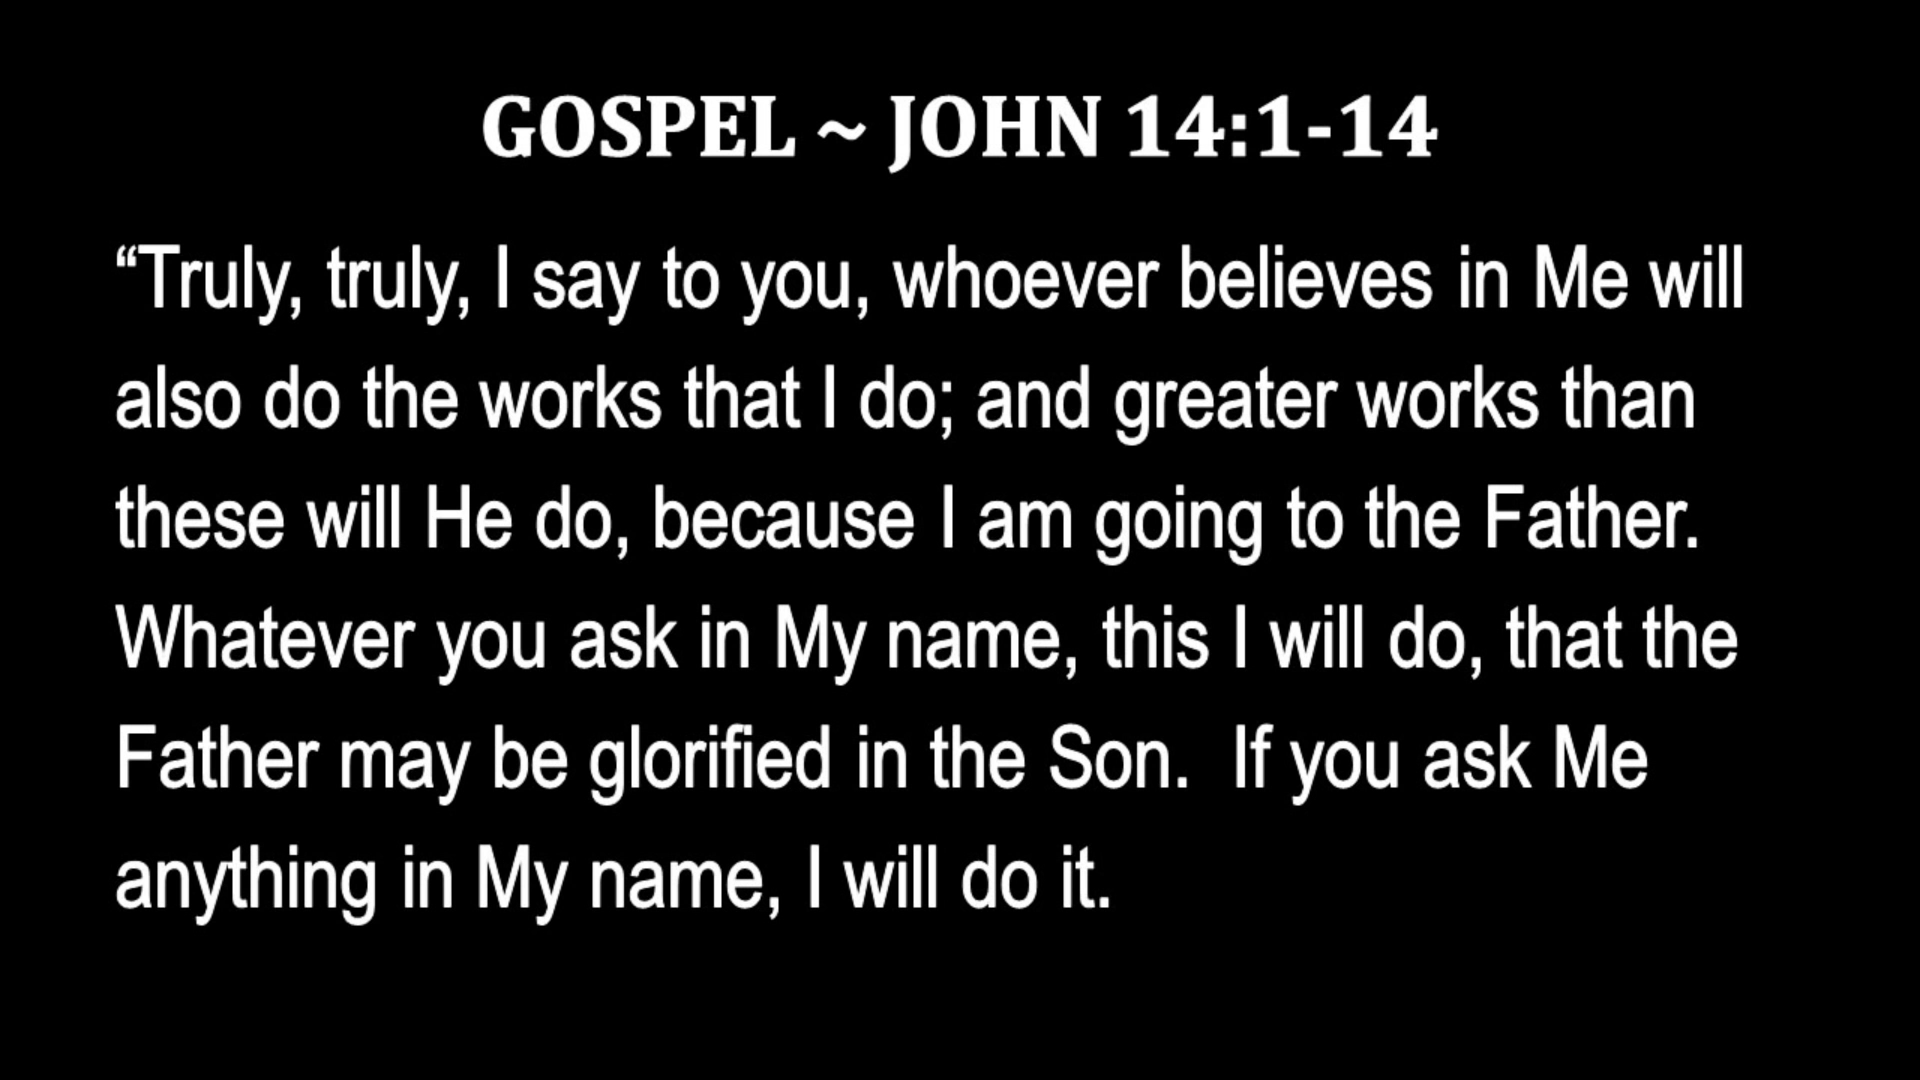 GOSPEL ~ JOHN 14:1-14
“Truly, truly, I say to you, whoever believes in Me will
also do the works that I do; and greater works than
these will He do, because I am going to the Father.
Whatever you ask in My name, this I will do, that the
Father may be glorified in the Son.  If you ask Me
anything in My name, I will do it.